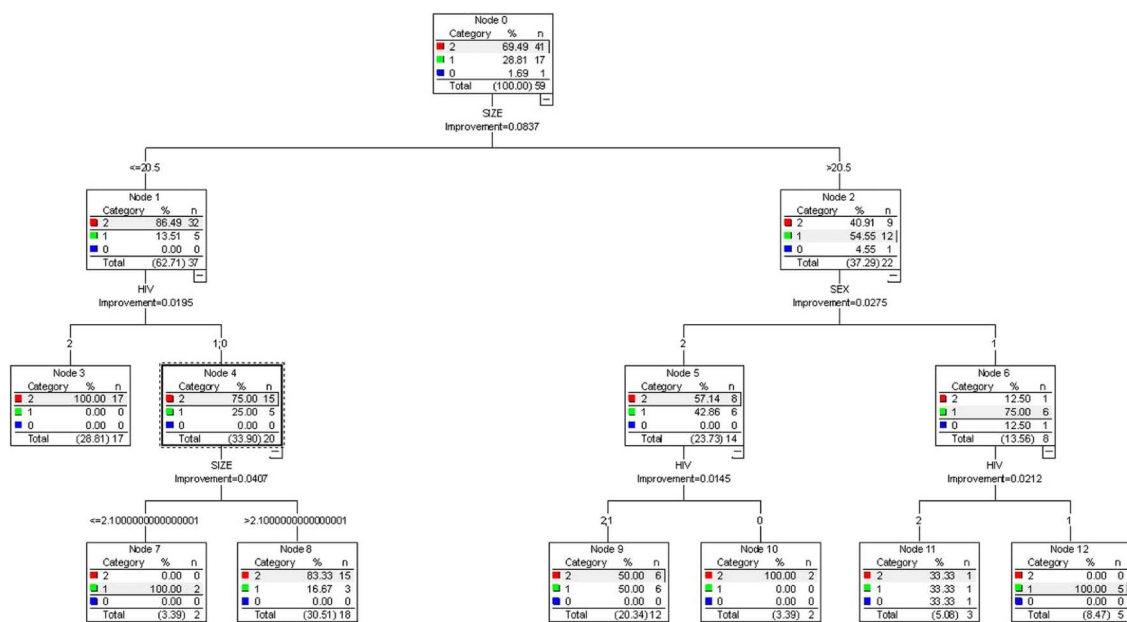 Node 0
Category % n
2 69.49 41
1 28.81 17
0 1.69 1
Total (100.00) 59
SIZE
Improvement=0.0837
<=20.5
>20.5
Node 1
Category % n
2 86.49 32
1 13.51 5
0 0.00 0
Total (62.71) 37
HIV
Improvement=0.0195
Node 2
Category % n
2 40.91 9
1 54.55 12
0 4.55 1
Total (37.29) 22
SEX
Improvement=0.0275
2
1;0
2
1
Node 3
Category % n
2 100.00 17
1 0.00 0
0 0.00 0
Total (28.81) 17
Node 4
Category % n
2 75.00 15
1 25.00 5
0 0.00 0
Total (33.90) 20
SIZE
Improvement=0.0407
Node 5
Category % n
2 57.14 8
1 42.86 6
0 0.00 0
Total (23.73) 14
HIV
Improvement=0.0145
Node 6
Category % n
2 12.50 1
1 75.00 6
0 12.50 1
Total (13.56) 8
HIV
Improvement=0.0212
<=2.1000000000000001
>2.1000000000000001
2;1
0
2
1
Node 7
Category % n
2 0.00 0
1 100.00 2
0 0.00 0
Total (3.39) 2
Node 8
Category % n
2 83.33 15
1 16.67 3
0 0.00 0
Total (30.51) 18
Node 9
Category % n
2 50.00 6
1 50.00 6
0 0.00 0
Total (20.34) 12
Node 10
Category % n
2 100.00 2
1 0.00 0
0 0.00 0
Total (3.39) 2
Node 11
Category % n
2 33.33 1
1 33.33 1
0 33.33 1
Total (5.08) 3
Node 12
Category % n
2 0.00 0
1 100.00 5
0 0.00 0
Total (8.47) 5